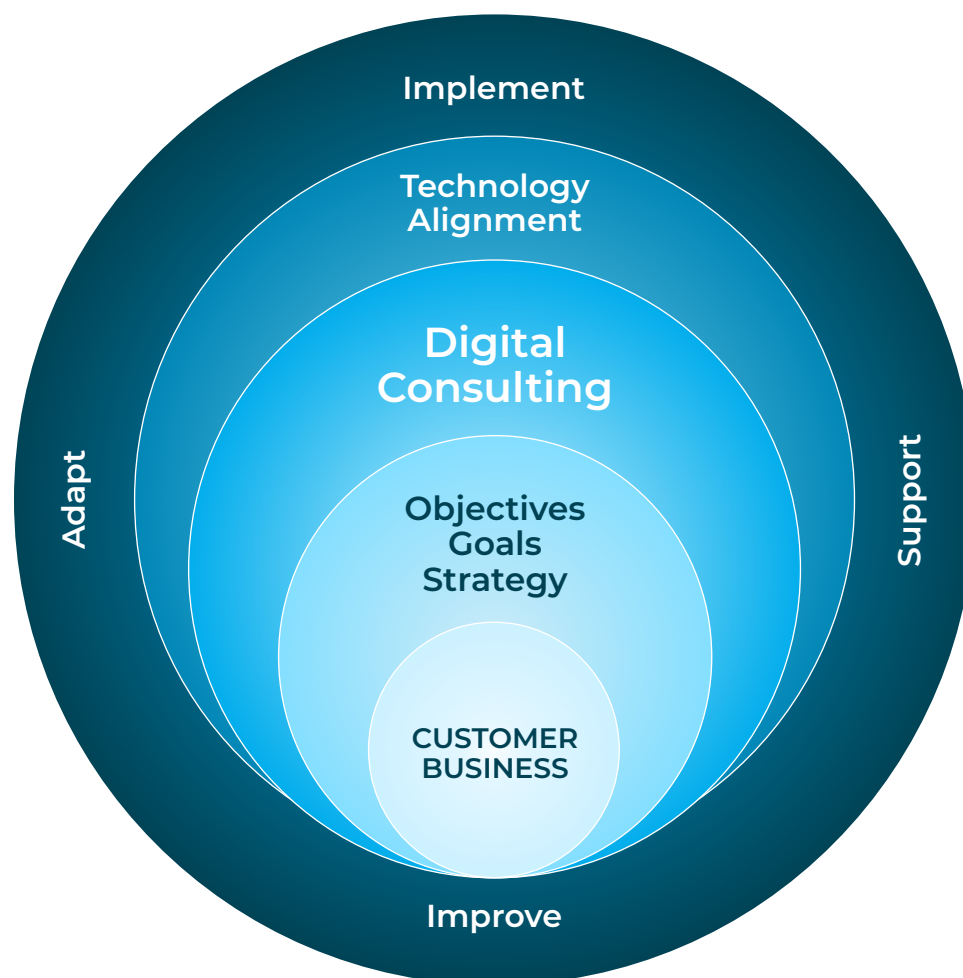 Implement
Technology
Alignment
Digital
Consulting
Adapt
Support
Objectives
Goals
Strategy
CUSTOMER
BUSINESS
Improve